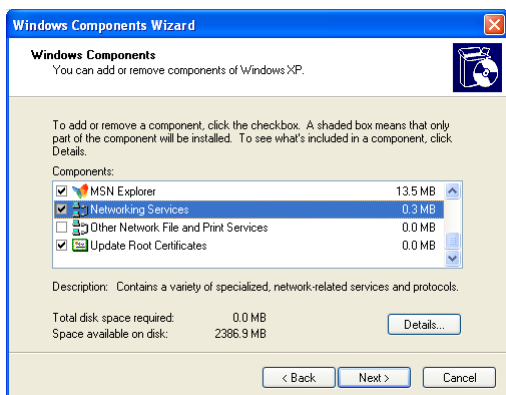 Windows Components Wizard
Windows Components
You can add or remove components of Windows XP.
To add or remove a component, click the checkbox. A shaded box means that only
part of the component will be installed. To see what's included in a component, click
Details.
Components:
MSN Explorer 13.5 MB
Networking Services 0.3 MB
Other Network File and Print Services 0.0 MB
Update Root Certificates 0.0 MB
Description: Contains a variety of specialized, network-related services and protocols.
Total disk space required: 0.0 MB
Space available on disk: 2386.9 MB
Details...
< Back Next > Cancel